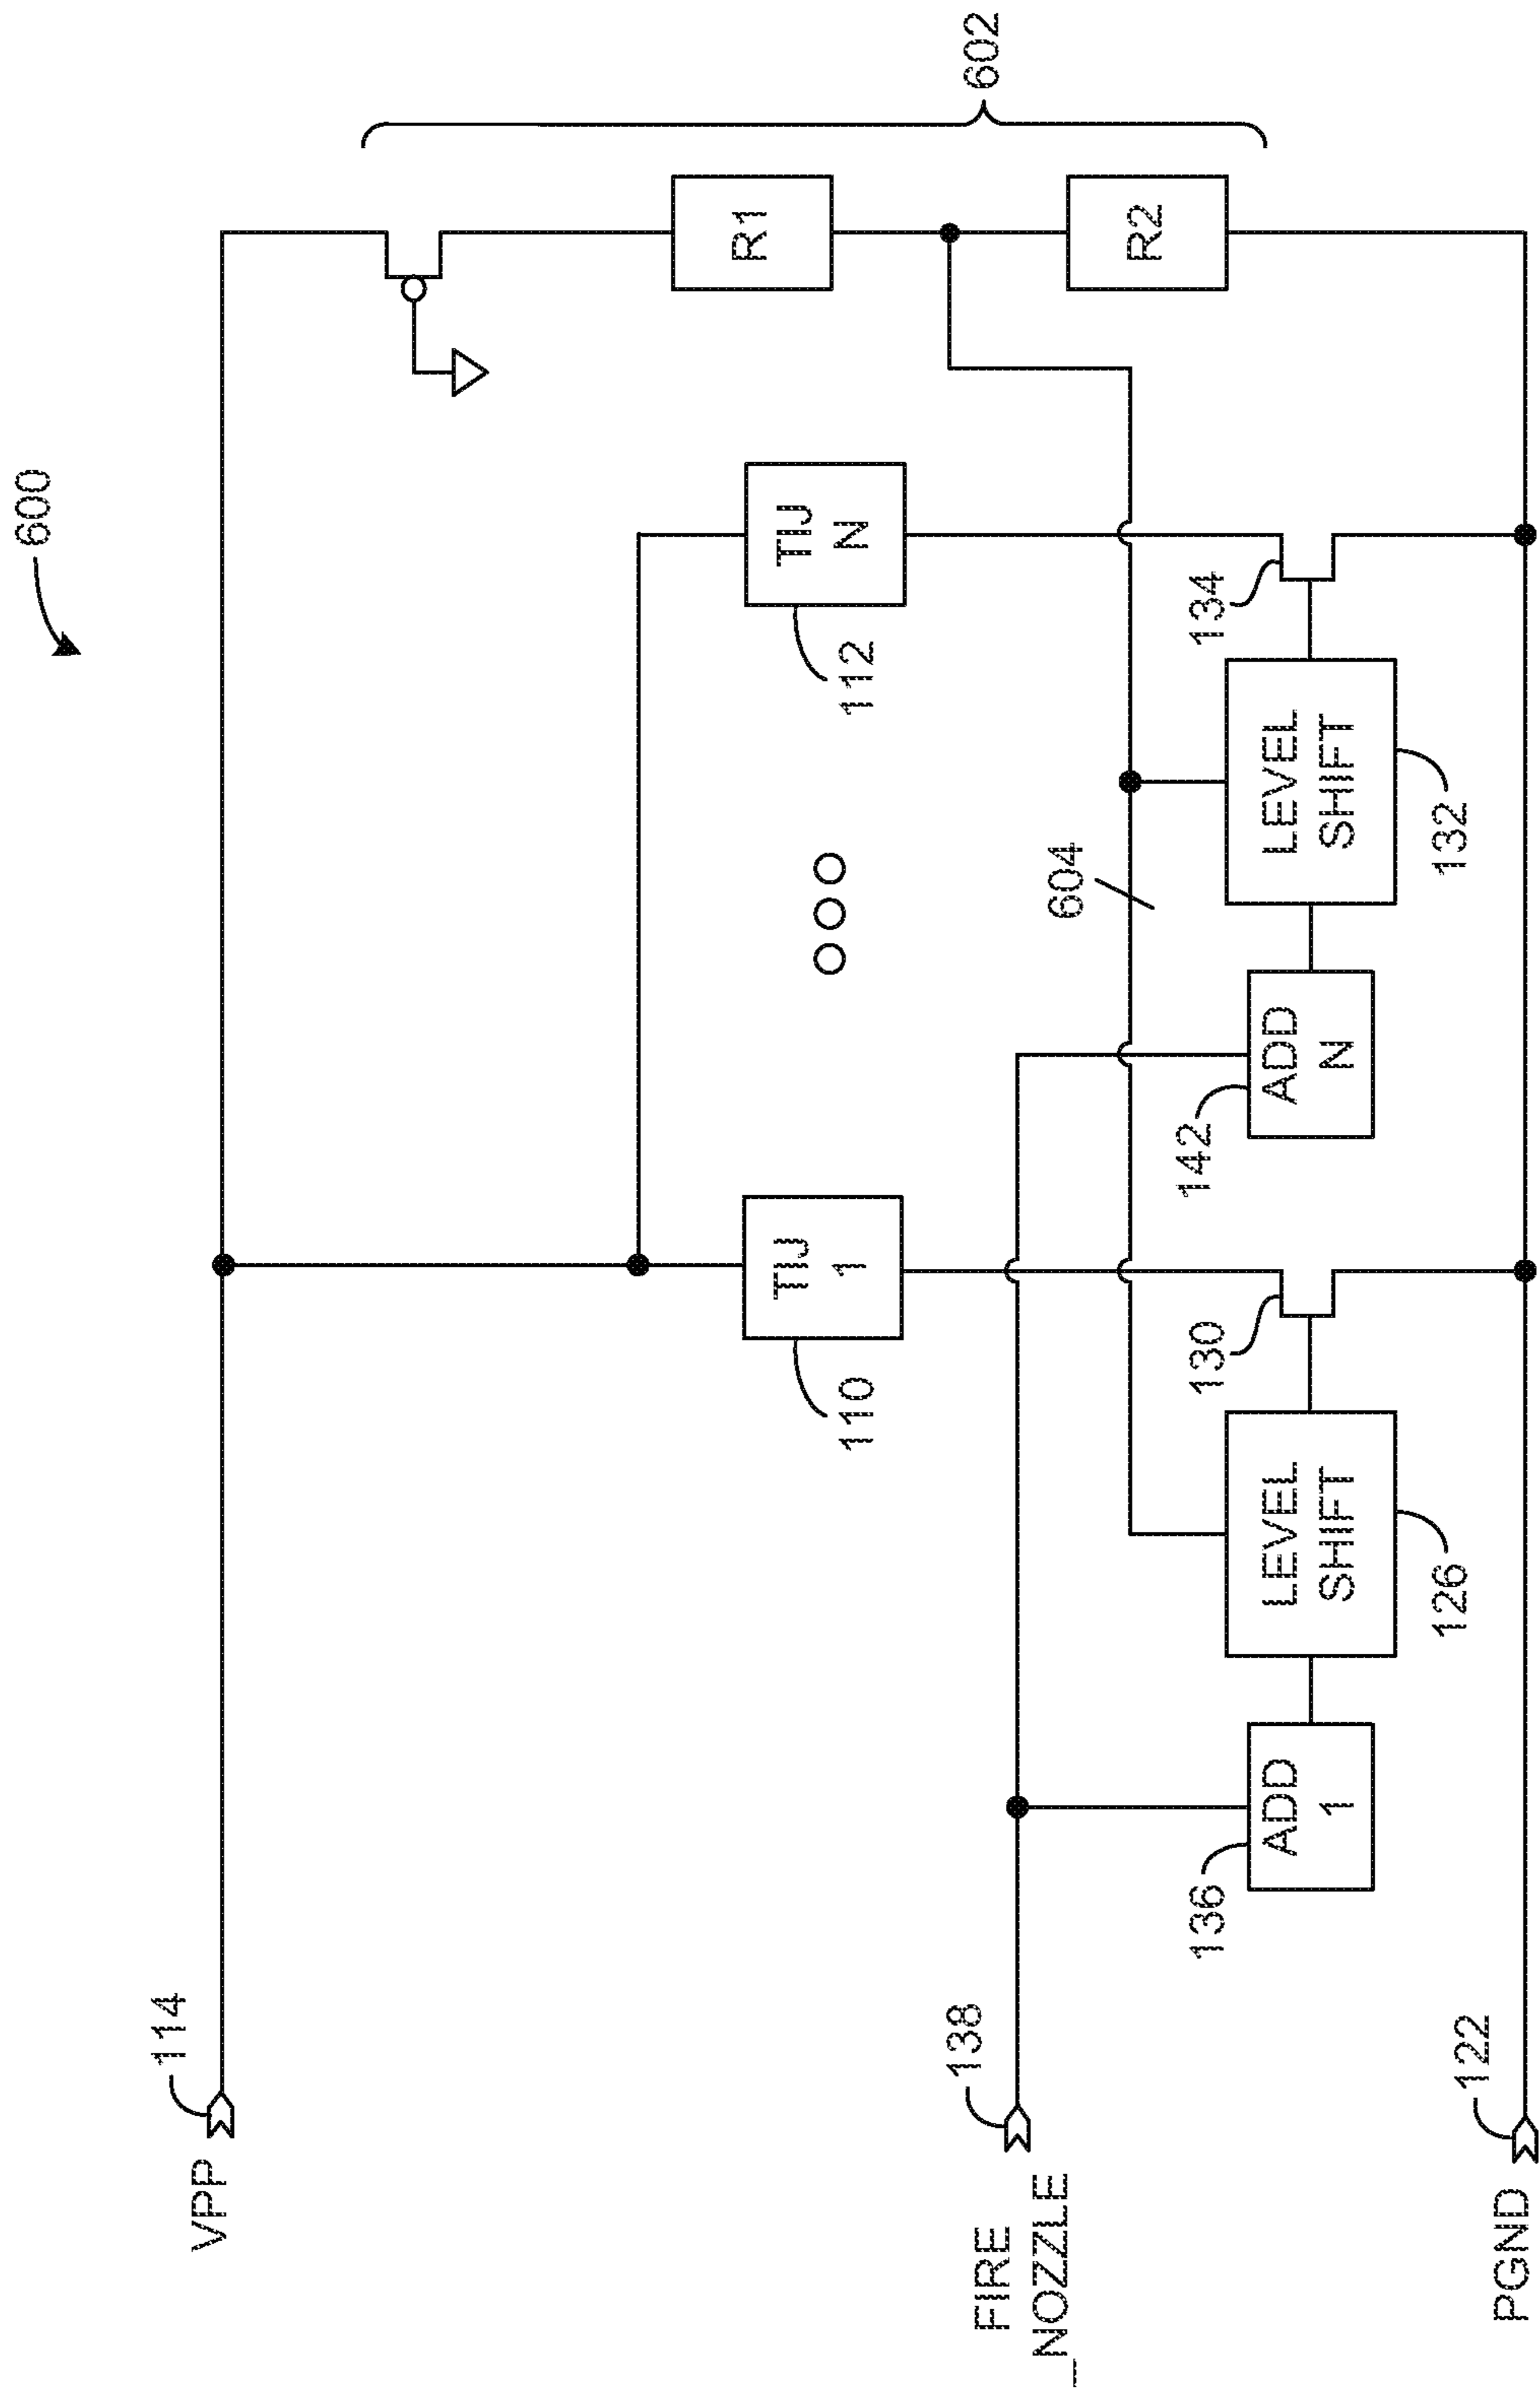 600
VPP
114
602
R1
TIJ
1
110
TIJ
N
112
R2
FIRE
_NOZZLE
138
604
136
ADD
1
LEVEL
SHIFT
126
130
142
ADD
N
LEVEL
SHIFT
132
134
PGND
122